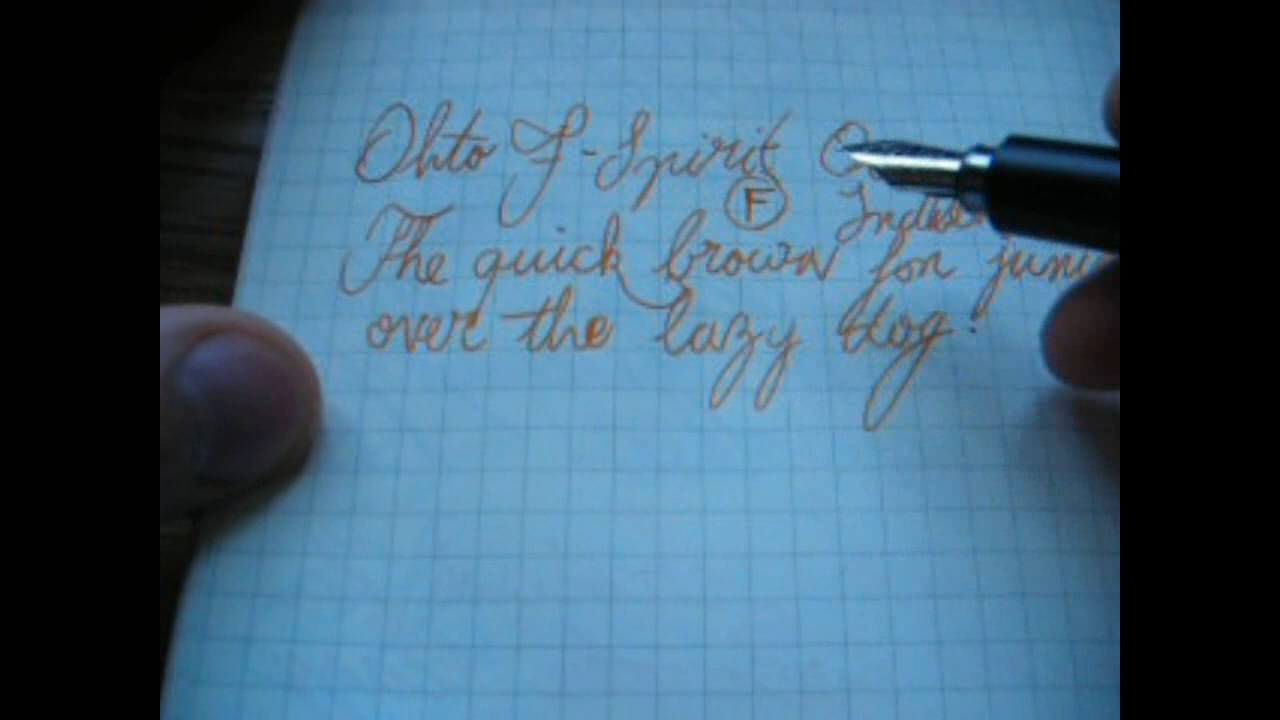 Ohto F-Spirit
F
The quick brown fox
over the lazy dog!